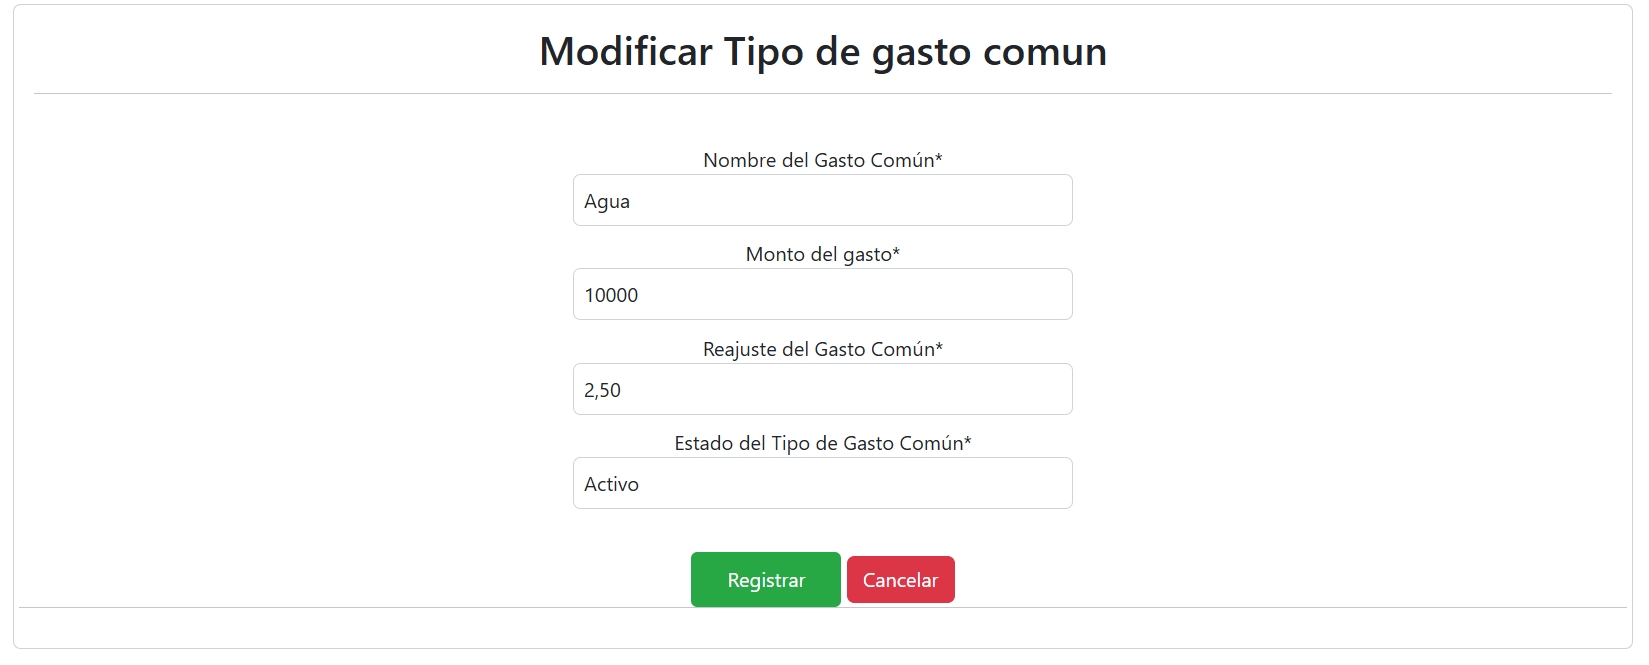 Modificar Tipo de gasto comun
Nombre del Gasto Común*
Agua
Monto del gasto*
10000
Reajuste del Gasto Común*
2,50
Estado del Tipo de Gasto Común*
Activo
Registrar Cancelar